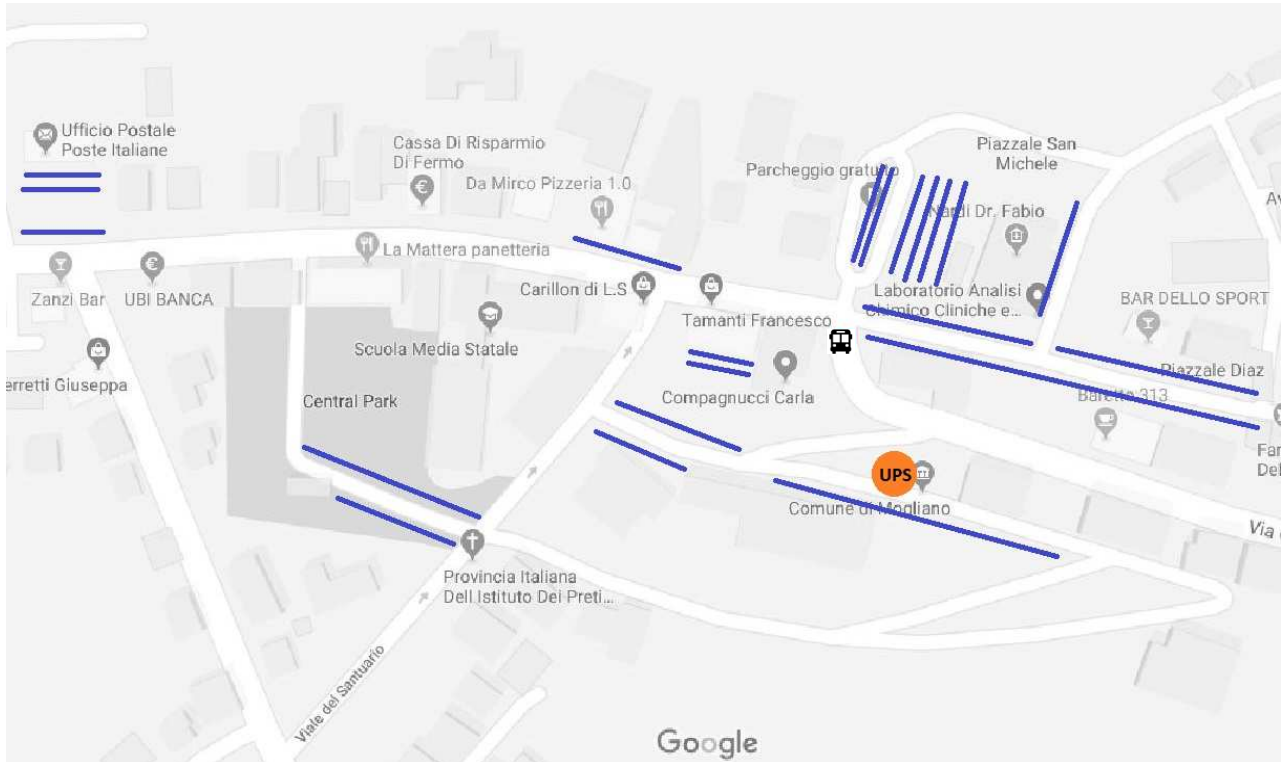 Ufficio Postale
Poste Italiane
Cassa Di Risparmio
Di Fermo
Da Mirco Pizzeria 1.0
Parcheggio gratuito
Piazzale San
Michele
Nardi Dr. Fabio
La Mattera panetteria
Zanzi Bar
UBI BANCA
Carillon di L.S
Tamanti Francesco
Laboratorio Analisi
Chimico Cliniche e...
BAR DELLO SPORT
Scuola Media Statale
erretti Giuseppa
Central Park
Compagnucci Carla
Piazzale Diaz
Baretto 313
UPS
Comune di Mogliano
Via
Provincia Italiana
Dell'Istituto Dei Preti...
Viale del Santuario
Google